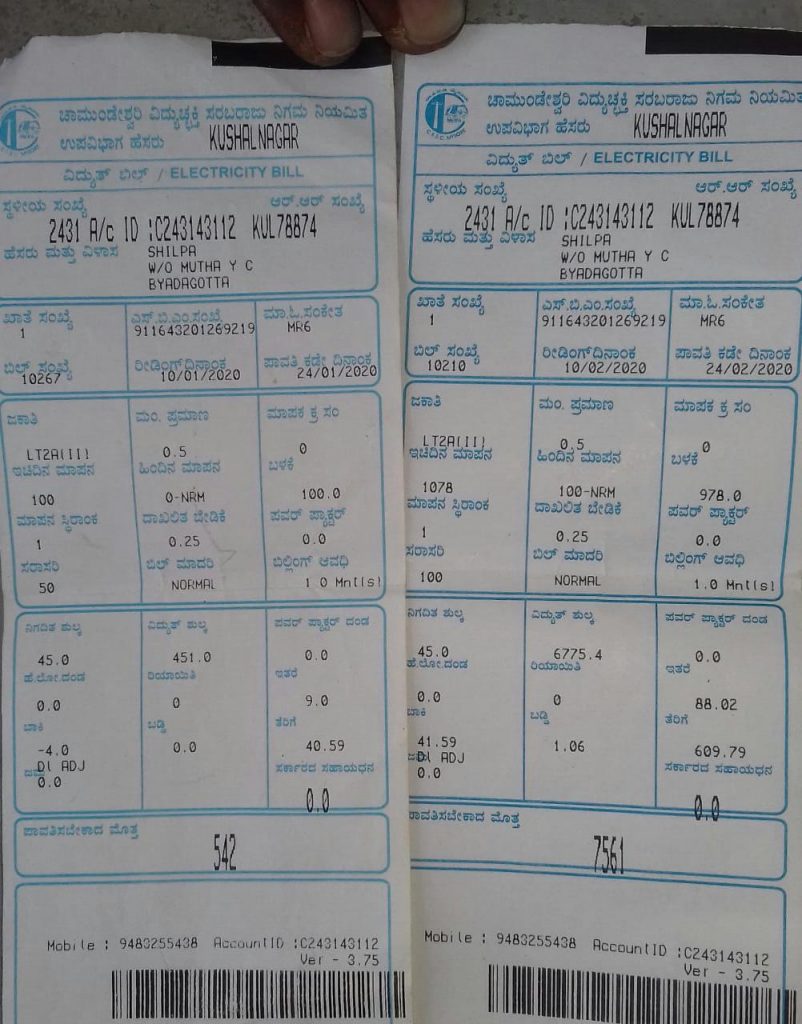 ಚಾಮುಂಡೇಶ್ವರಿ ವಿದ್ಯುಚ್ಛಕ್ತಿ ಸರಬರಾಜು ನಿಗಮ ನಿಯಮಿತ
ಉಪವಿಭಾಗ ಹೆಸರು KUSHALNAGAR
ವಿದ್ಯುತ್ ಬಿಲ್ / ELECTRICITY BILL
ಸ್ಥಳೀಯ ಸಂಖ್ಯೆ ಆರ್.ಆರ್ ಸಂಖ್ಯೆ
2431 A/c ID :C243143112 KUL78874
ಹೆಸರು ಮತ್ತು ವಿಳಾಸ SHILPA
W/O MUTHA Y C
BYADAGOTTA
ಖಾತೆ ಸಂಖ್ಯೆ ಎಸ್.ಬಿ.ಎಂ.ಸಂಖ್ಯೆ ಮಾ.ಓ.ಸಂಕೇತ
1 911643201269219 MR6
ಬಿಲ್ ಸಂಖ್ಯೆ ರೀಡಿಂಗ್‌ದಿನಾಂಕ ಪಾವತಿ ಕಡೇ ದಿನಾಂಕ
10267 10/01/2020 24/01/2020
ಜಕಾತಿ ಮಂ. ಪ್ರಮಾಣ ಮಾಪಕ ಕ್ರ ಸಂ
LT2A(II) 0.5 0
ಇಚಿದಿನ ಮಾಪನ ಹಿಂದಿನ ಮಾಪನ ಬಳಕೆ
100 0-NRM 100.0
ಮಾಪನ ಸ್ಥಿರಾಂಕ ದಾಖಲಿತ ಬೇಡಿಕೆ ಪವರ್ ಫ್ಯಾಕ್ಟರ್
1 0.25 0.0
ಸರಾಸರಿ ಬಿಲ್ ಮಾದರಿ ಬಿಲ್ಲಿಂಗ್ ಅವಧಿ
50 NORMAL 1 0 Mnt(s)
ನಿಗದಿತ ಶುಲ್ಕ ವಿದ್ಯುತ್ ಶುಲ್ಕ ಪವರ್ ಫ್ಯಾಕ್ಟರ್ ದಂಡ
45.0 451.0 0.0
ಹೆ.ಲೋ.ದಂಡ ರಿಯಾಯಿತಿ ಇತರೆ
0.0 0 9.0
ಬಾಕಿ ಬಡ್ಡಿ ತೆರಿಗೆ
-4.0 0.0 40.59
Dl ADJ ಸರ್ಕಾರದ ಸಹಾಯಧನ
0.0 0.0
ಪಾವತಿಸಬೇಕಾದ ಮೊತ್ತ
542
Mobile : 9483255438 AccountID :C243143112
Ver - 3.75
ಚಾಮುಂಡೇಶ್ವರಿ ವಿದ್ಯುಚ್ಛಕ್ತಿ ಸರಬರಾಜು ನಿಗಮ ನಿಯಮಿತ
ಉಪವಿಭಾಗ ಹೆಸರು KUSHALNAGAR
ವಿದ್ಯುತ್ ಬಿಲ್ / ELECTRICITY BILL
ಸ್ಥಳೀಯ ಸಂಖ್ಯೆ ಆರ್.ಆರ್ ಸಂಖ್ಯೆ
2431 A/c ID :C243143112 KUL78874
ಹೆಸರು ಮತ್ತು ವಿಳಾಸ SHILPA
W/O MUTHA Y C
BYADAGOTTA
ಖಾತೆ ಸಂಖ್ಯೆ ಎಸ್.ಬಿ.ಎಂ.ಸಂಖ್ಯೆ ಮಾ.ಓ.ಸಂಕೇತ
1 911643201269219 MR6
ಬಿಲ್ ಸಂಖ್ಯೆ ರೀಡಿಂಗ್‌ದಿನಾಂಕ ಪಾವತಿ ಕಡೇ ದಿನಾಂಕ
10210 10/02/2020 24/02/2020
ಜಕಾತಿ ಮಂ. ಪ್ರಮಾಣ ಮಾಪಕ ಕ್ರ ಸಂ
LT2A(II) 0.5 0
ಇಚಿದಿನ ಮಾಪನ ಹಿಂದಿನ ಮಾಪನ ಬಳಕೆ
1078 100-NRM 978.0
ಮಾಪನ ಸ್ಥಿರಾಂಕ ದಾಖಲಿತ ಬೇಡಿಕೆ ಪವರ್ ಫ್ಯಾಕ್ಟರ್
1 0.25 0.0
ಸರಾಸರಿ ಬಿಲ್ ಮಾದರಿ ಬಿಲ್ಲಿಂಗ್ ಅವಧಿ
100 NORMAL 1.0 Mnt(s)
ನಿಗದಿತ ಶುಲ್ಕ ವಿದ್ಯುತ್ ಶುಲ್ಕ ಪವರ್ ಫ್ಯಾಕ್ಟರ್ ದಂಡ
45.0 6775.4 0.0
ಹೆ.ಲೋ.ದಂಡ ರಿಯಾಯಿತಿ ಇತರೆ
0.0 0 88.02
ಬಾಕಿ ಬಡ್ಡಿ ತೆರಿಗೆ
41.59 1.06 609.79
Dl ADJ ಸರ್ಕಾರದ ಸಹಾಯಧನ
0.0 0.0
ಪಾವತಿಸಬೇಕಾದ ಮೊತ್ತ
7561
Mobile : 9483255438 AccountID :C243143112
Ver - 3.75